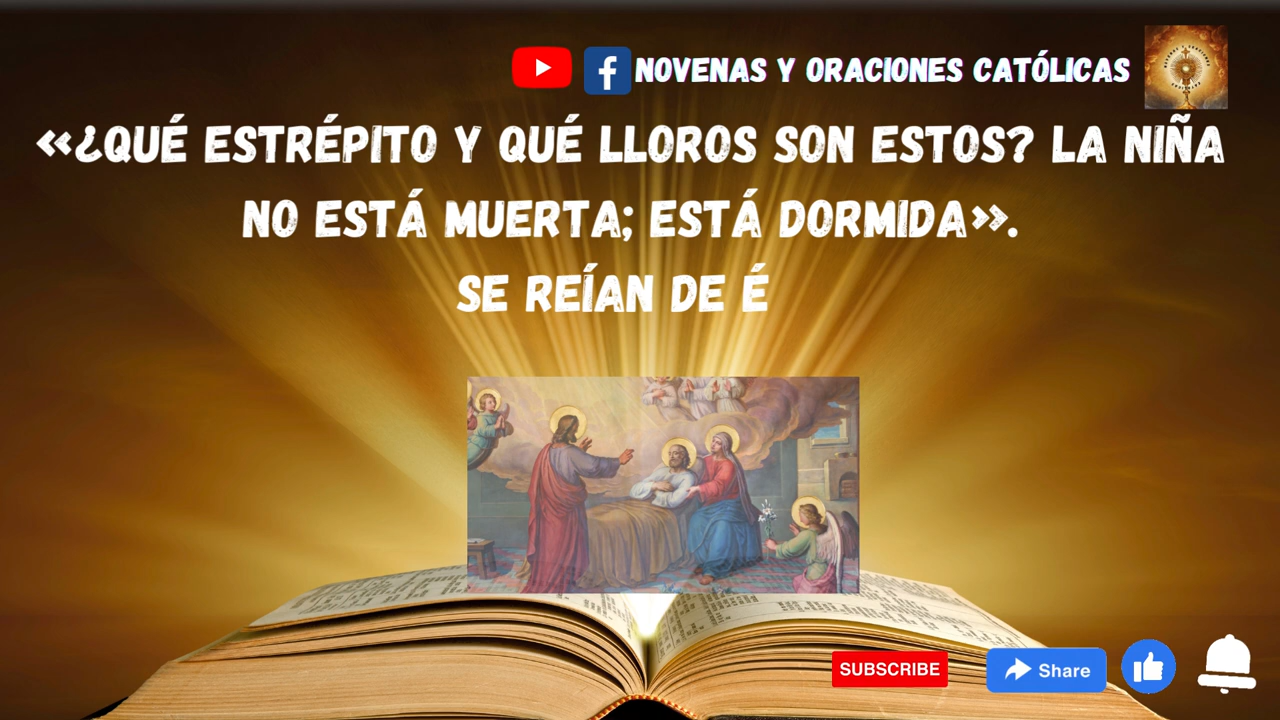 NOVENAS Y ORACIONES CATÓLICAS
«¿QUÉ ESTRÉPITO Y QUÉ LLOROS SON ESTOS? LA NIÑA
NO ESTÁ MUERTA; ESTÁ DORMIDA».
SE REÍAN DE É
SUBSCRIBE
Share